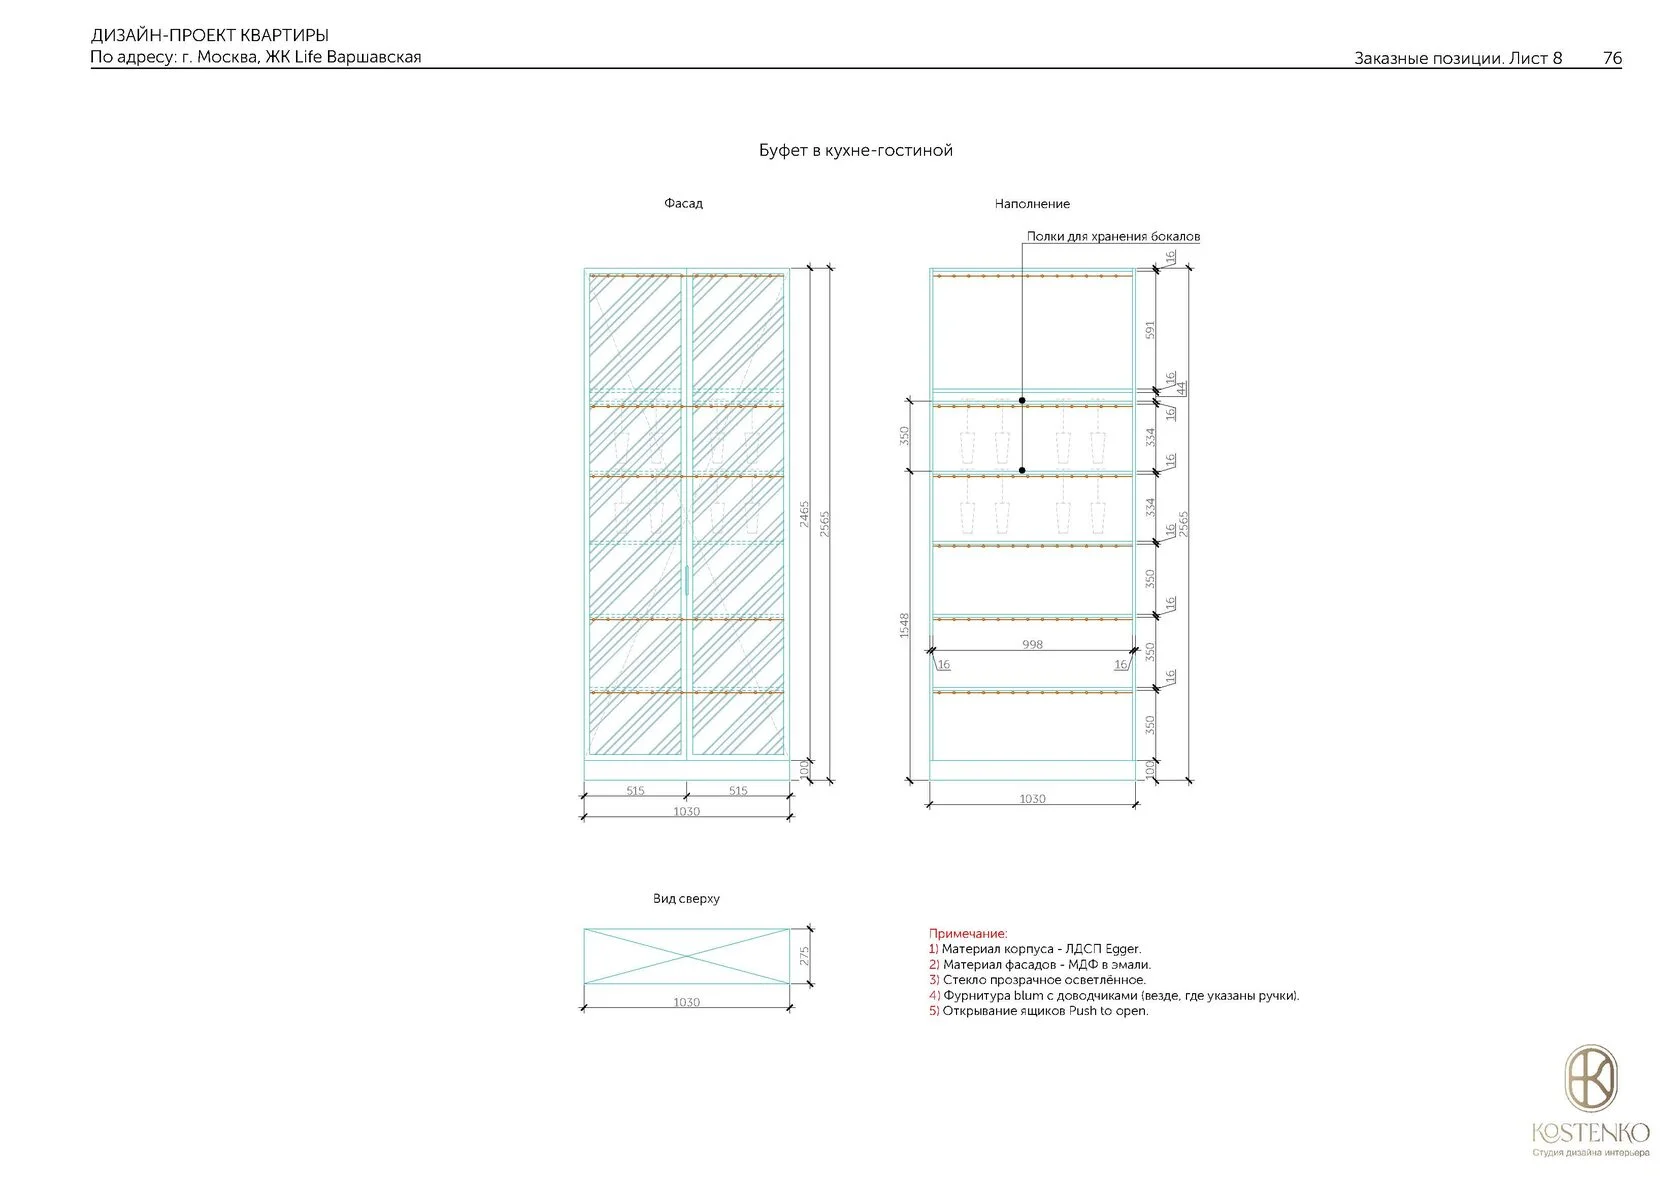 ДИЗАЙН-ПРОЕКТ КВАРТИРЫ
По адресу: г. Москва, ЖК Life Варшавская
Заказные позиции. Лист 8 76
Буфет в кухне-гостиной
Фасад
Наполнение
Полки для хранения бокалов
16
591
16
44
16
350
334
16
334
16
2465
2565
2565
350
16
1548
998
350
16
16
16
350
100
100
515
515
1030
1030
Вид сверху
275
1030
Примечание:
1) Материал корпуса - ЛДСП Egger.
2) Материал фасадов - МДФ в эмали.
3) Стекло прозрачное осветлённое.
4) Фурнитура blum с доводчиками (везде, где указаны ручки).
5) Открывание ящиков Push to open.
KOSTENKO
Студия дизайна интерьера